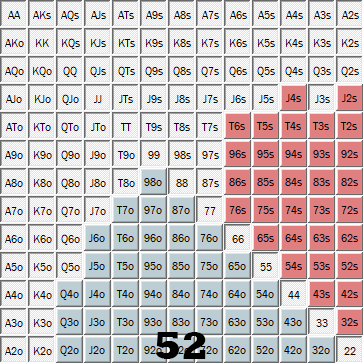 AA AKs AQs AJs ATs A9s A8s A7s A6s A5s A4s A3s A2s
AKo KK KQs KJs KTs K9s K8s K7s K6s K5s K4s K3s K2s
AQo KQo QQ QJs QTs Q9s Q8s Q7s Q6s Q5s Q4s Q3s Q2s
AJo KJo QJo JJ JTs J9s J8s J7s J6s J5s J4s J3s J2s
ATo KTo QTo JTo TT T9s T8s T7s T6s T5s T4s T3s T2s
A9o K9o Q9o J9o T9o 99 98s 97s 96s 95s 94s 93s 92s
A8o K8o Q8o J8o T8o 98o 88 87s 86s 85s 84s 83s 82s
A7o K7o Q7o J7o T7o 97o 87o 77 76s 75s 74s 73s 72s
A6o K6o Q6o J6o T6o 96o 86o 76o 66 65s 64s 63s 62s
A5o K5o Q5o J5o T5o 95o 85o 75o 65o 55 54s 53s 52s
A4o K4o Q4o J4o T4o 94o 84o 74o 64o 54o 44 43s 42s
A3o K3o Q3o J3o T3o 93o 83o 73o 63o 53o 43o 33 32s
A2o K2o Q2o J2o T2o 62o 52o 42o 32o 22
52